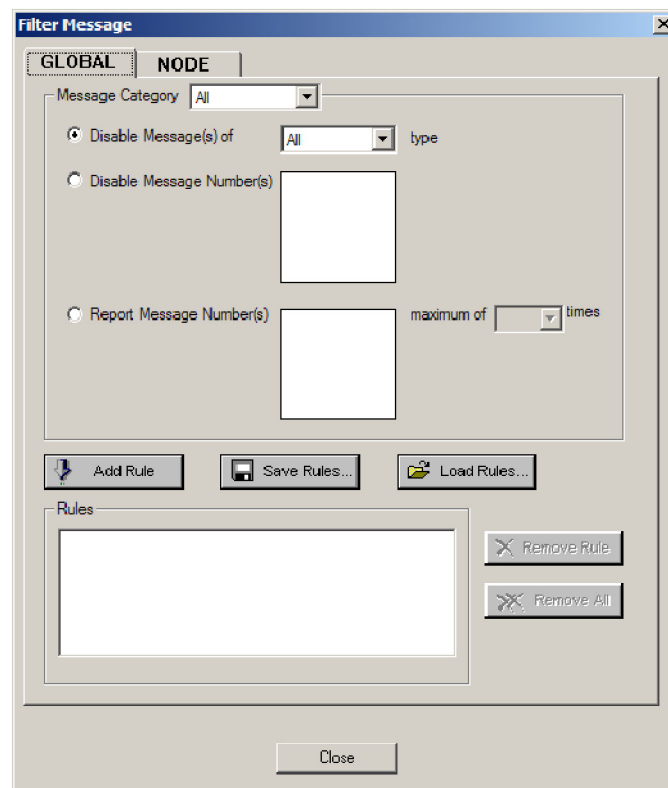 Filter Message
GLOBAL NODE
Message Category All
Disable Message(s) of All type
Disable Message Number(s)
Report Message Number(s) maximum of times
Add Rule Save Rules... Load Rules...
Rules
Remove Rule
Remove All
Close